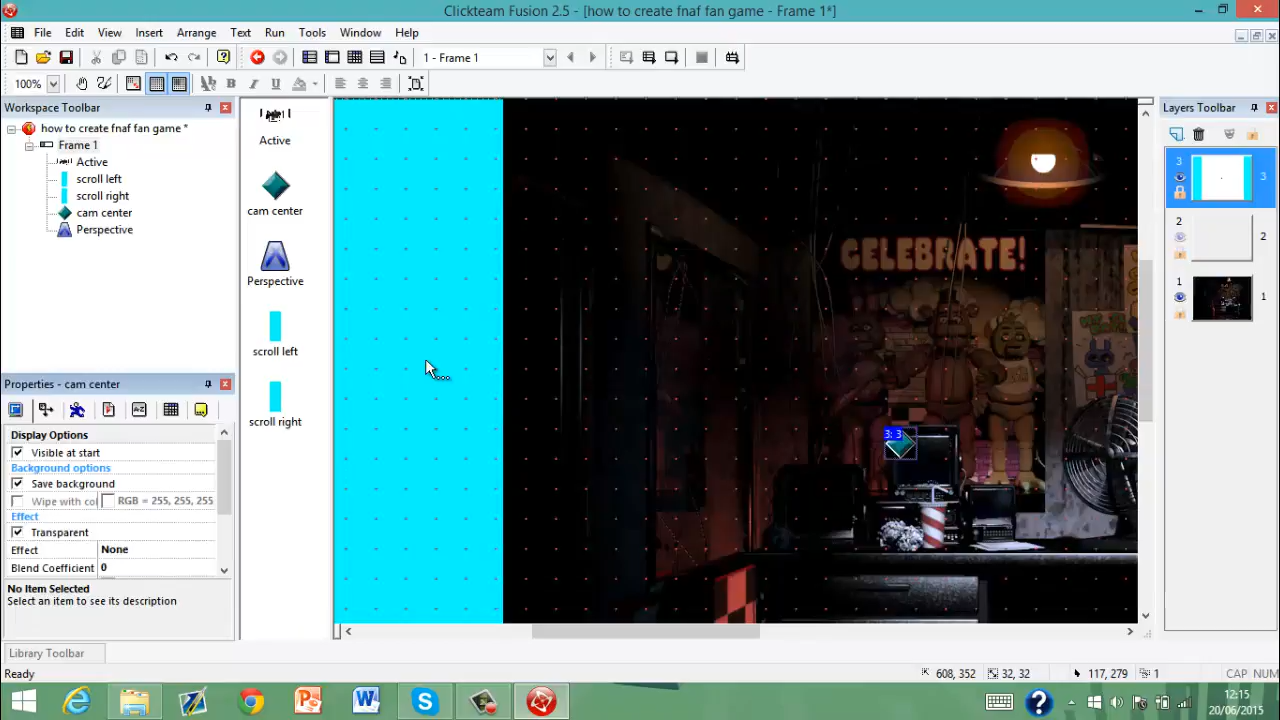 Clickteam Fusion 2.5 - [how to create fnaf fan game - Frame 1*]
File Edit View Insert Arrange Text Run Tools Window Help
1 - Frame 1
100%
Workspace Toolbar
how to create fnaf fan game *
Frame 1
Active
scroll left
scroll right
cam center
Perspective
Active
cam center
Perspective
scroll left
scroll right
CELEBRATE!
3: 3
Layers Toolbar
3 3
2 2
1 1
Properties - cam center
Display Options
Visible at start
Background options
Save background
Wipe with col RGB = 255, 255, 255
Effect
Transparent
Effect None
Blend Coefficient 0
No Item Selected
Select an item to see its description
Library Toolbar
Ready
608, 352 32, 32 117, 279 1 CAP NUM
12:15
20/06/2015